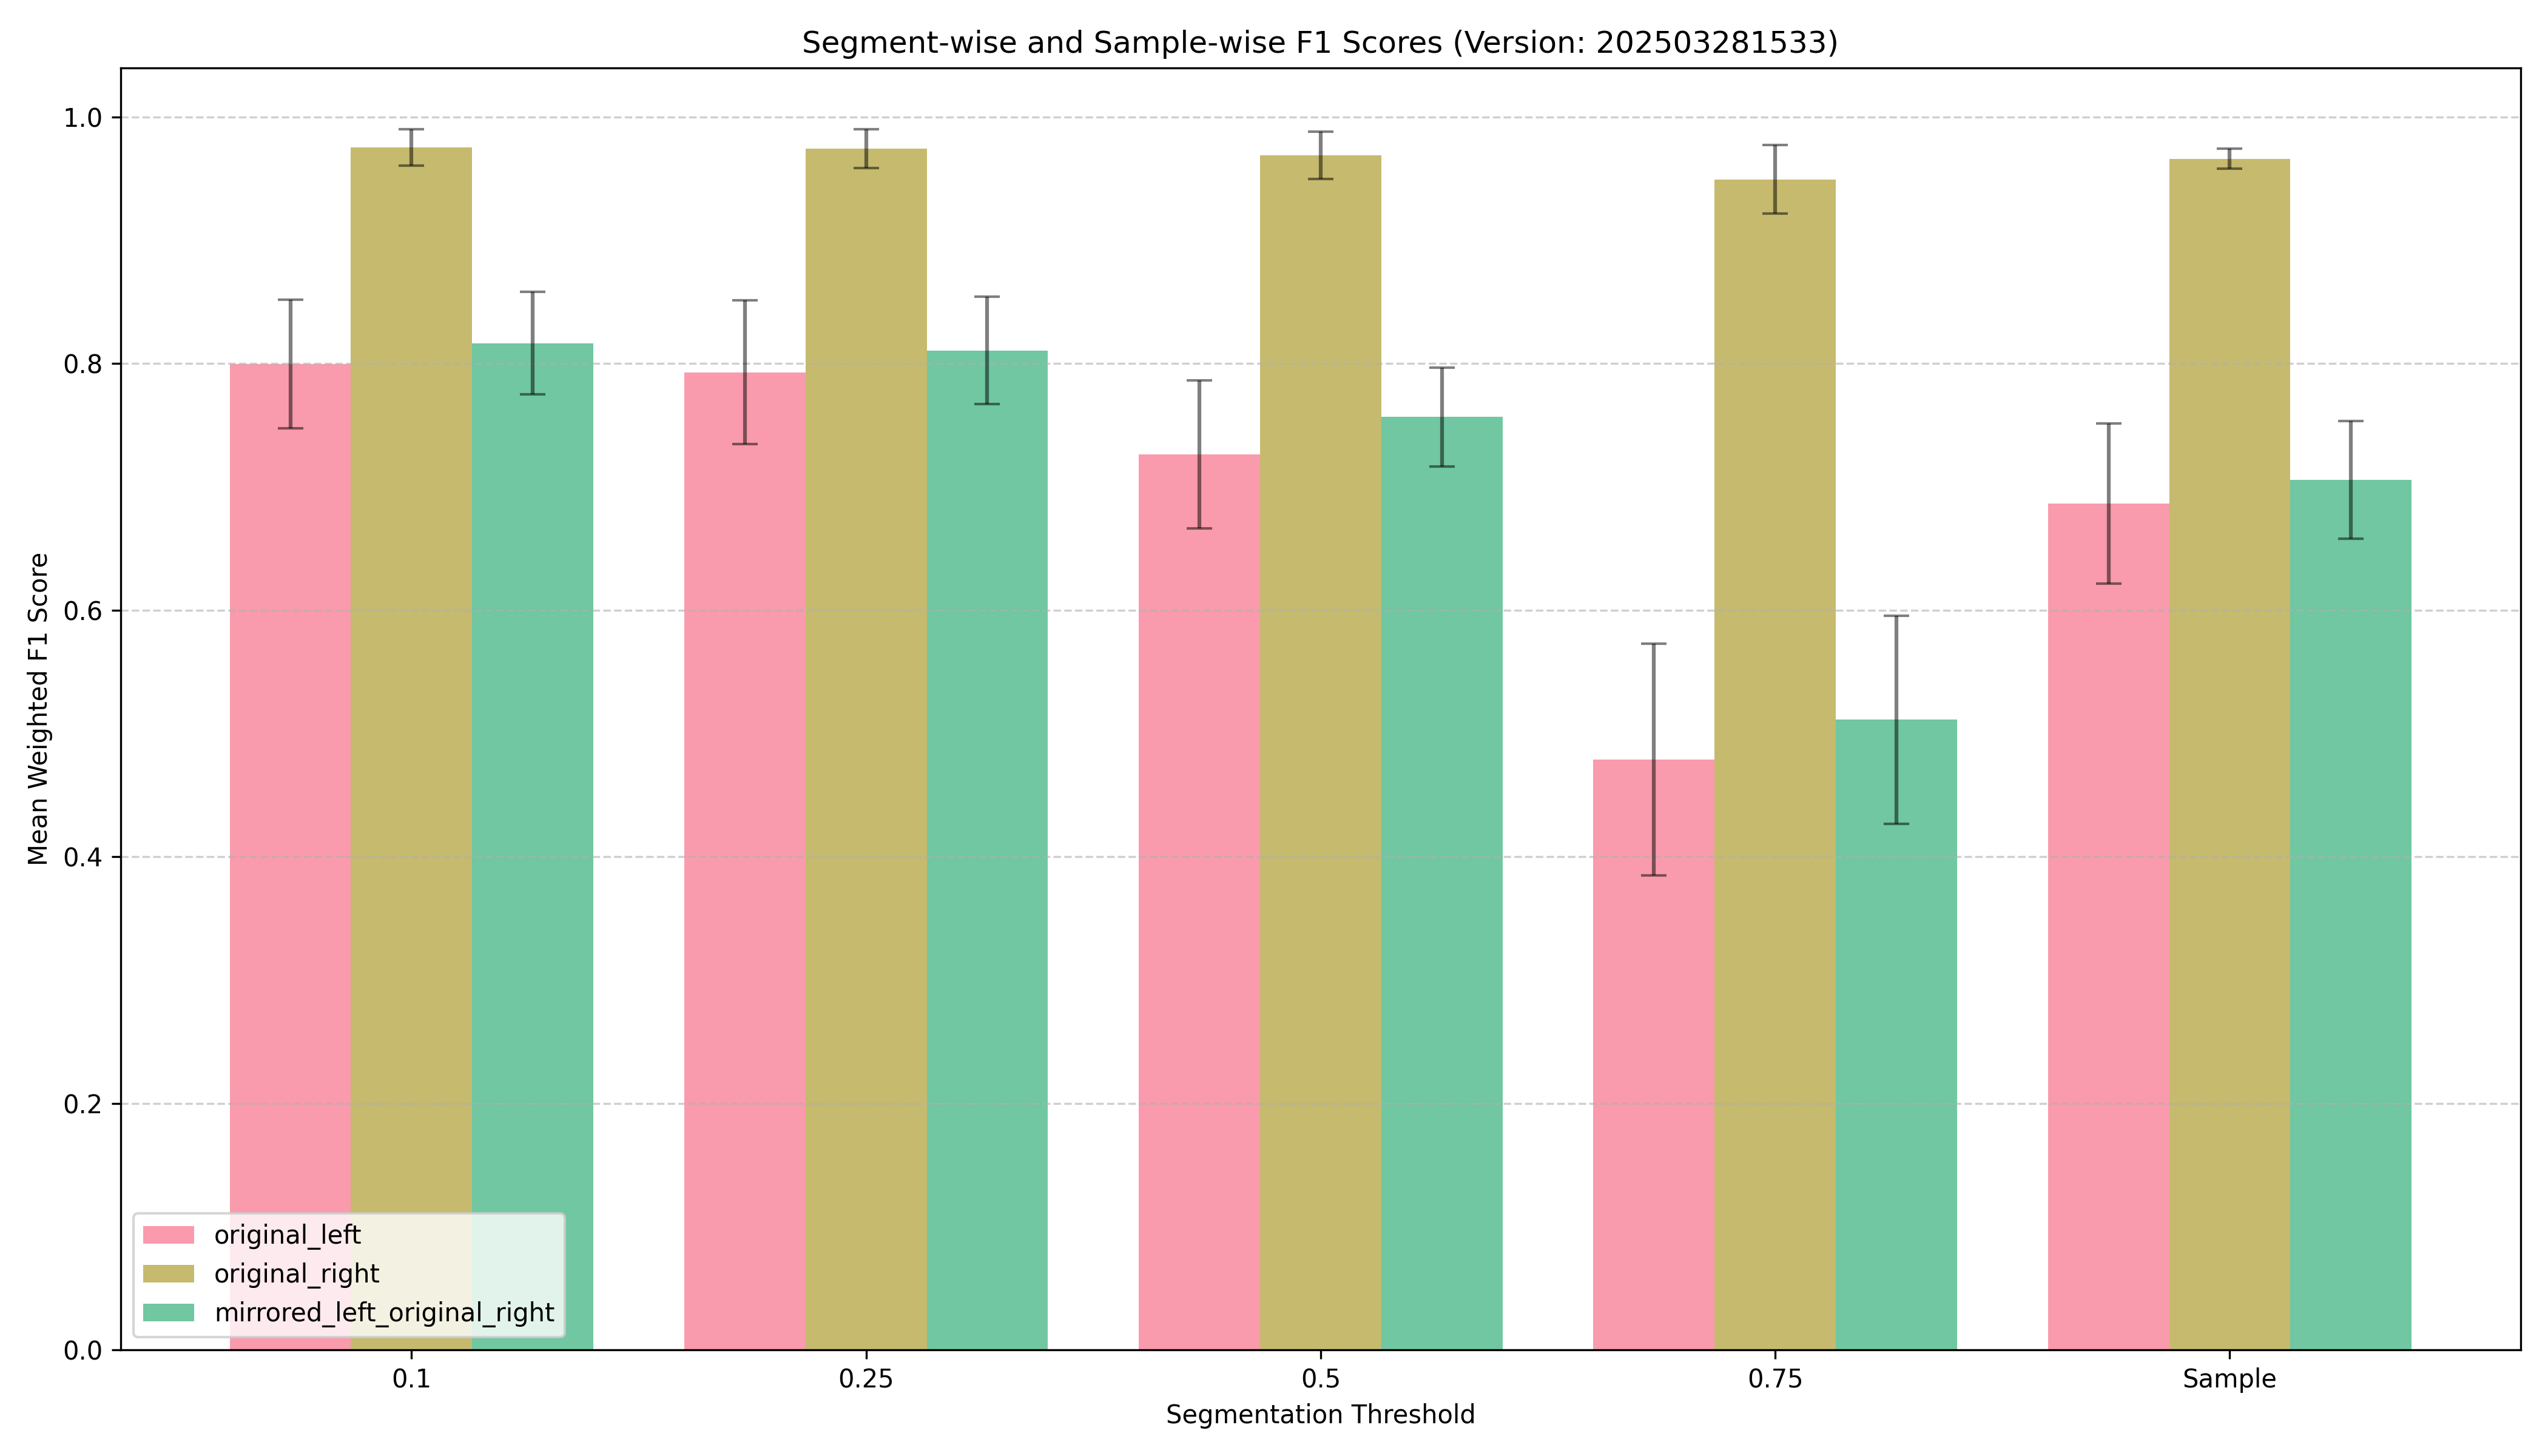 Segment-wise and Sample-wise F1 Scores (Version: 202503281533)
Mean Weighted F1 Score
1.0
0.8
0.6
0.4
0.2
0.0
original_left
original_right
mirrored_left_original_right
0.1 0.25 0.5 0.75 Sample
Segmentation Threshold